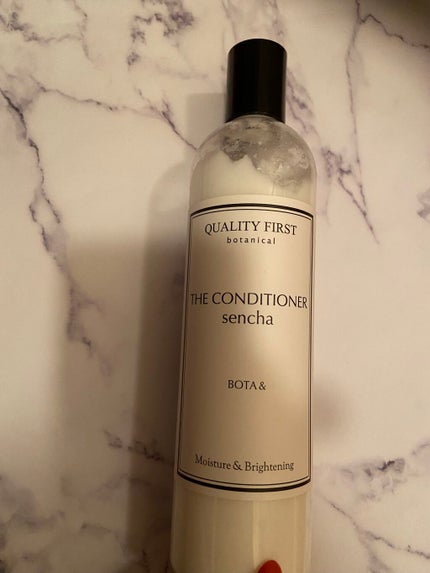 QUALITY FIRST
botanical
THE CONDITIONER
sencha
BOTA &
Moisture & Brightening